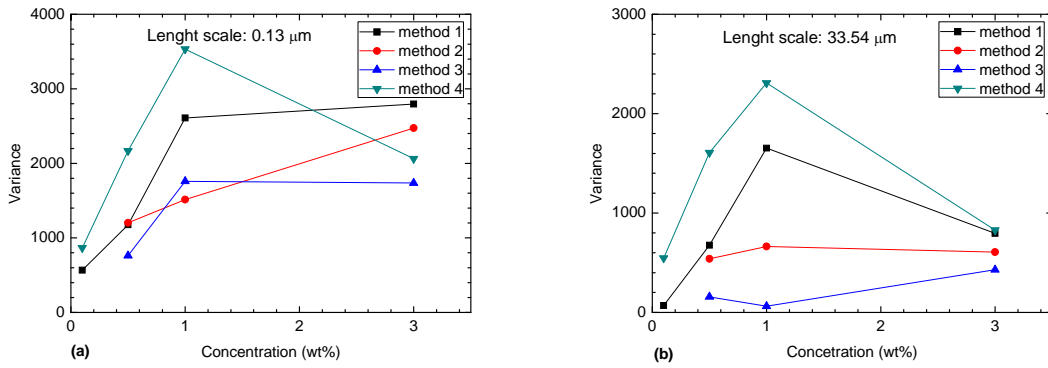 4000
3000
2000
1000
0
Variance
Lenght scale: 0.13 µm
method 1
method 2
method 3
method 4
0 1 2 3
(a)
Concentration (wt%)
3000
2000
1000
0
Variance
Lenght scale: 33.54 µm
method 1
method 2
method 3
method 4
0 1 2 3
(b)
Concetration (wt%)